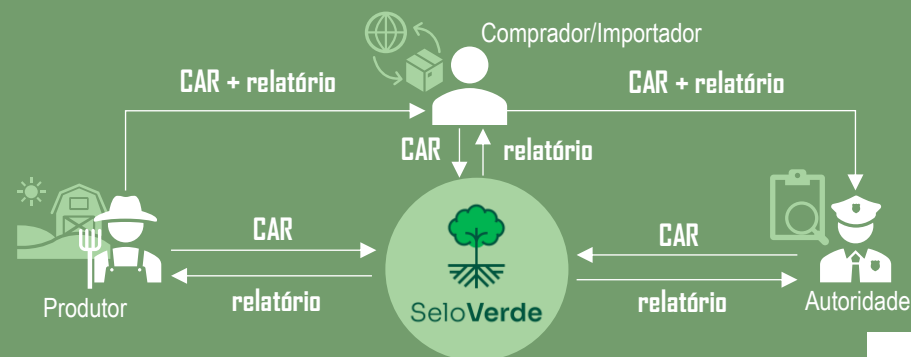 Comprador/Importador
CAR + relatório
CAR + relatório
CAR
relatório
CAR
CAR
relatório
relatório
SeloVerde
Produtor
Autoridade